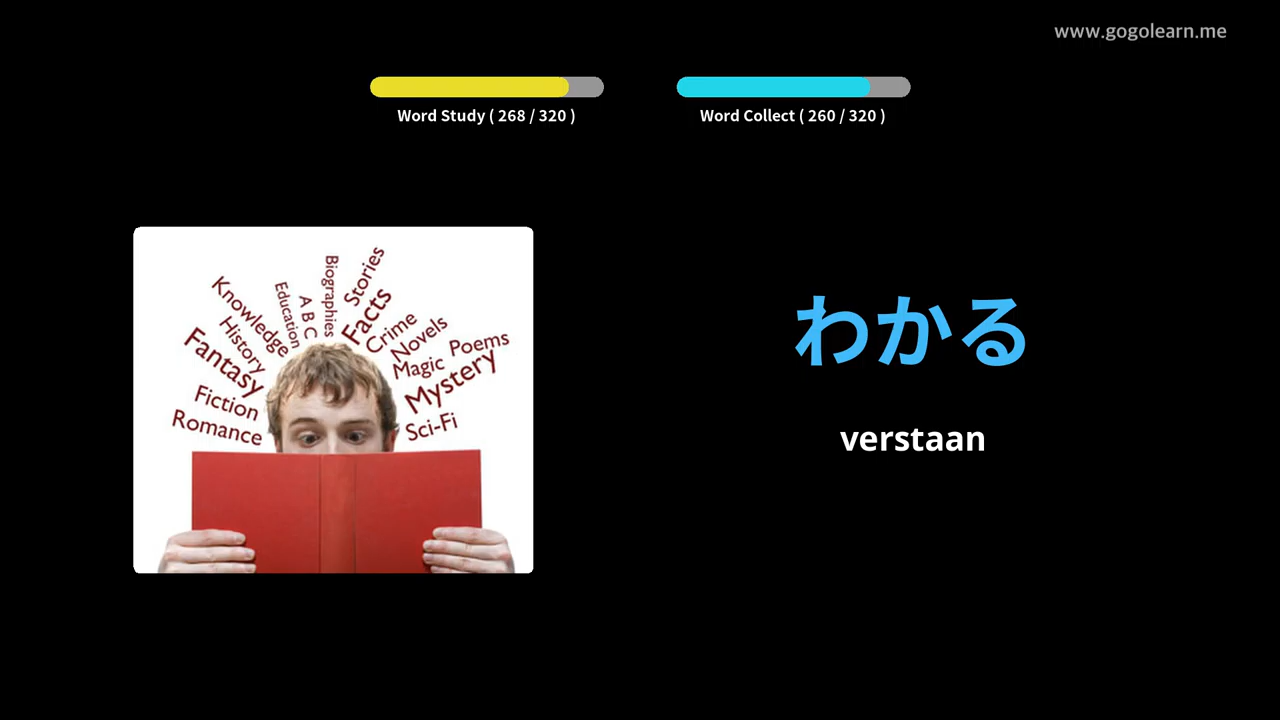 www.gogolearn.me
Word Study ( 268 / 320 )
Word Collect ( 260 / 320 )
Knowledge
Education
A B C
Biographies
Stories
Facts
History
Crime
Novels
Poems
Fantasy
Magic
Mystery
Fiction
Romance
Sci-Fi
わかる
verstaan